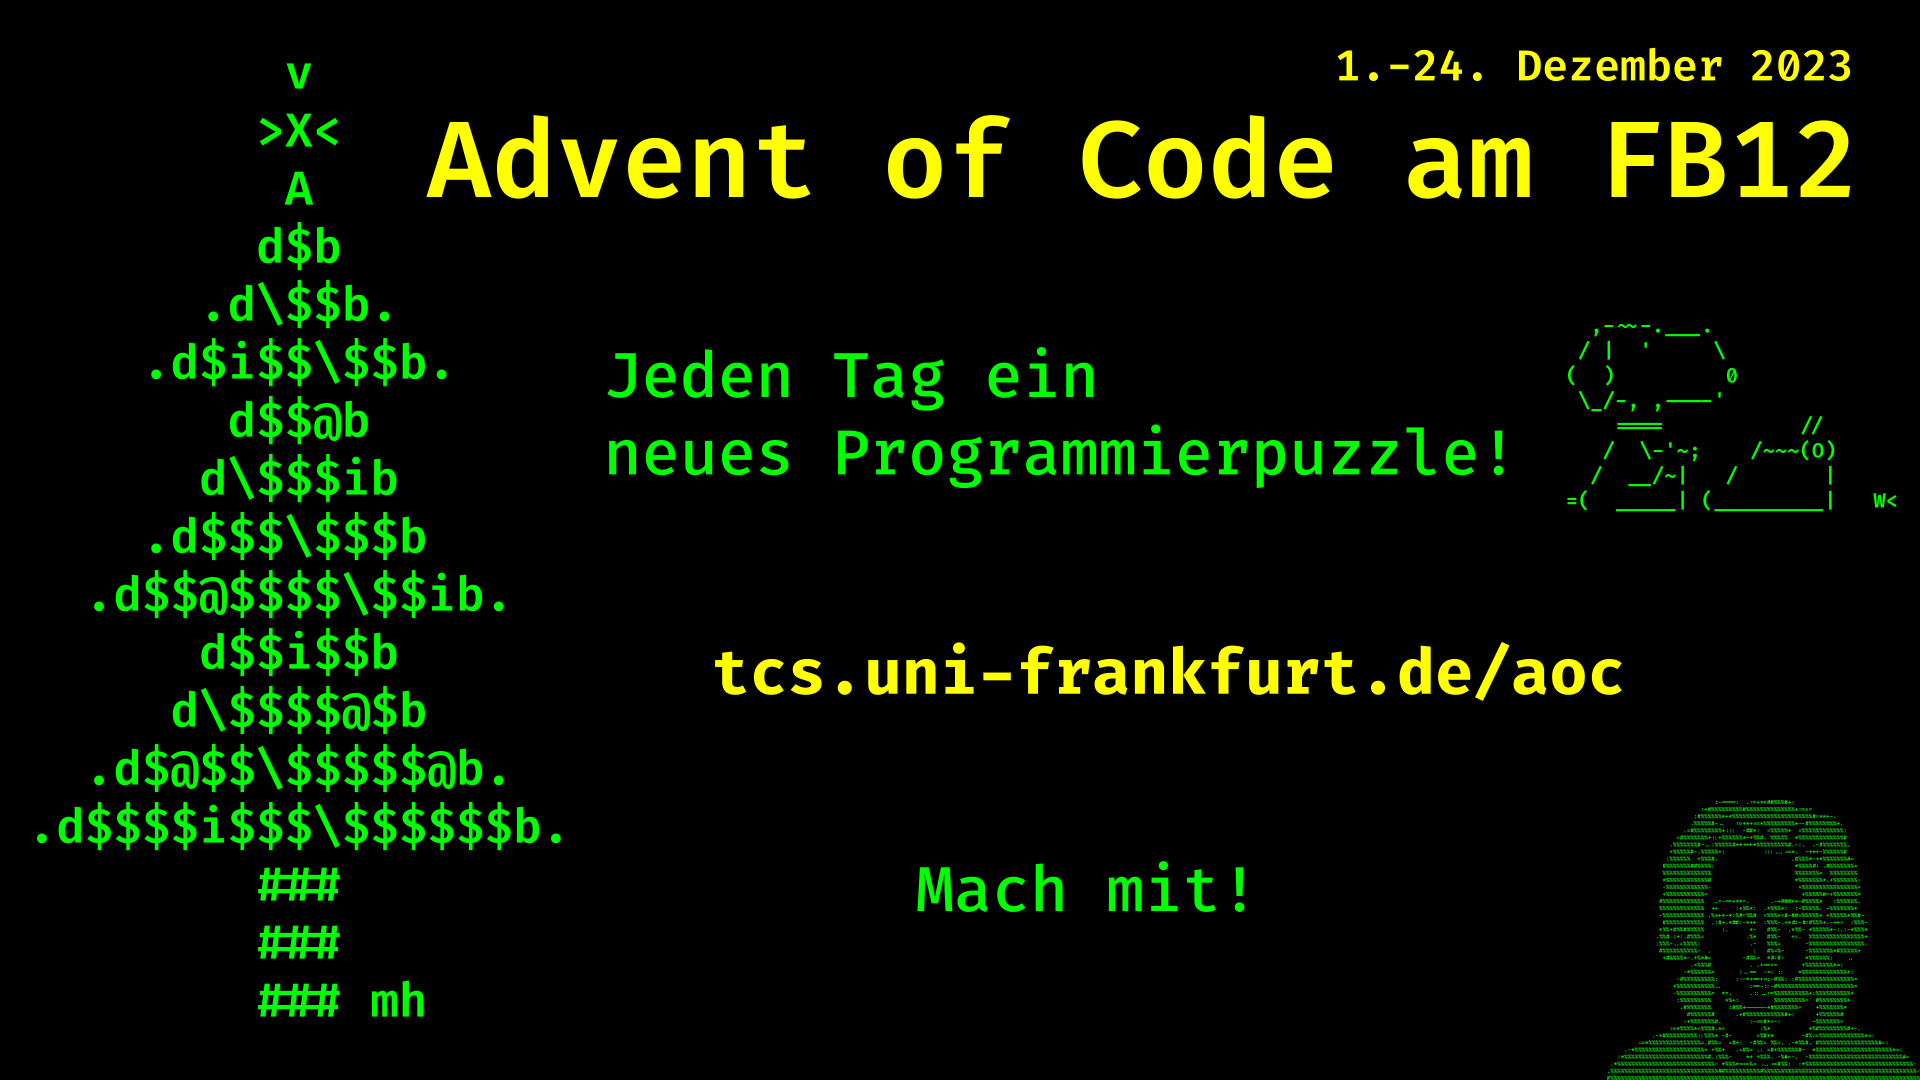 1.-24. Dezember 2023
Advent of Code am FB12
Jeden Tag ein
neues Programmierpuzzle!
tcs.uni-frankfurt.de/aoc
Mach mit!
v
>X<
A
d$b
.d\$$b.
.d$i$$\$$b.
d$$@b
d\$$$ib
.d$$$\$$$b
.d$$@$$$$\$$ib.
d$$i$$b
d\$$$$@$b
.d$@$$\$$$$$@b.
.d$$$$i$$$\$$$$$$b.
###
###
### mh